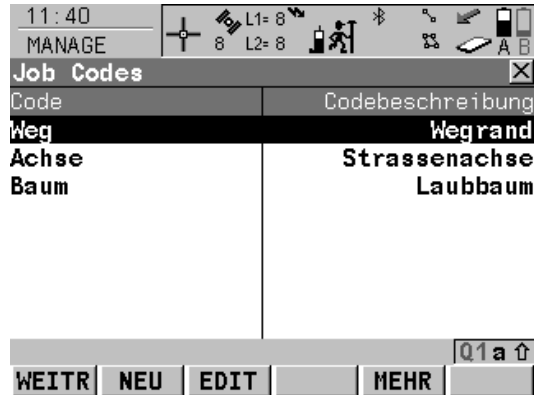 11:40 L1= 8
MANAGE 8 L2= 8 A B
Job Codes
Code Codebeschreibung
Weg Wegrand
Achse Strassenachse
Baum Laubbaum
Q1 a
WEITR NEU EDIT MEHR